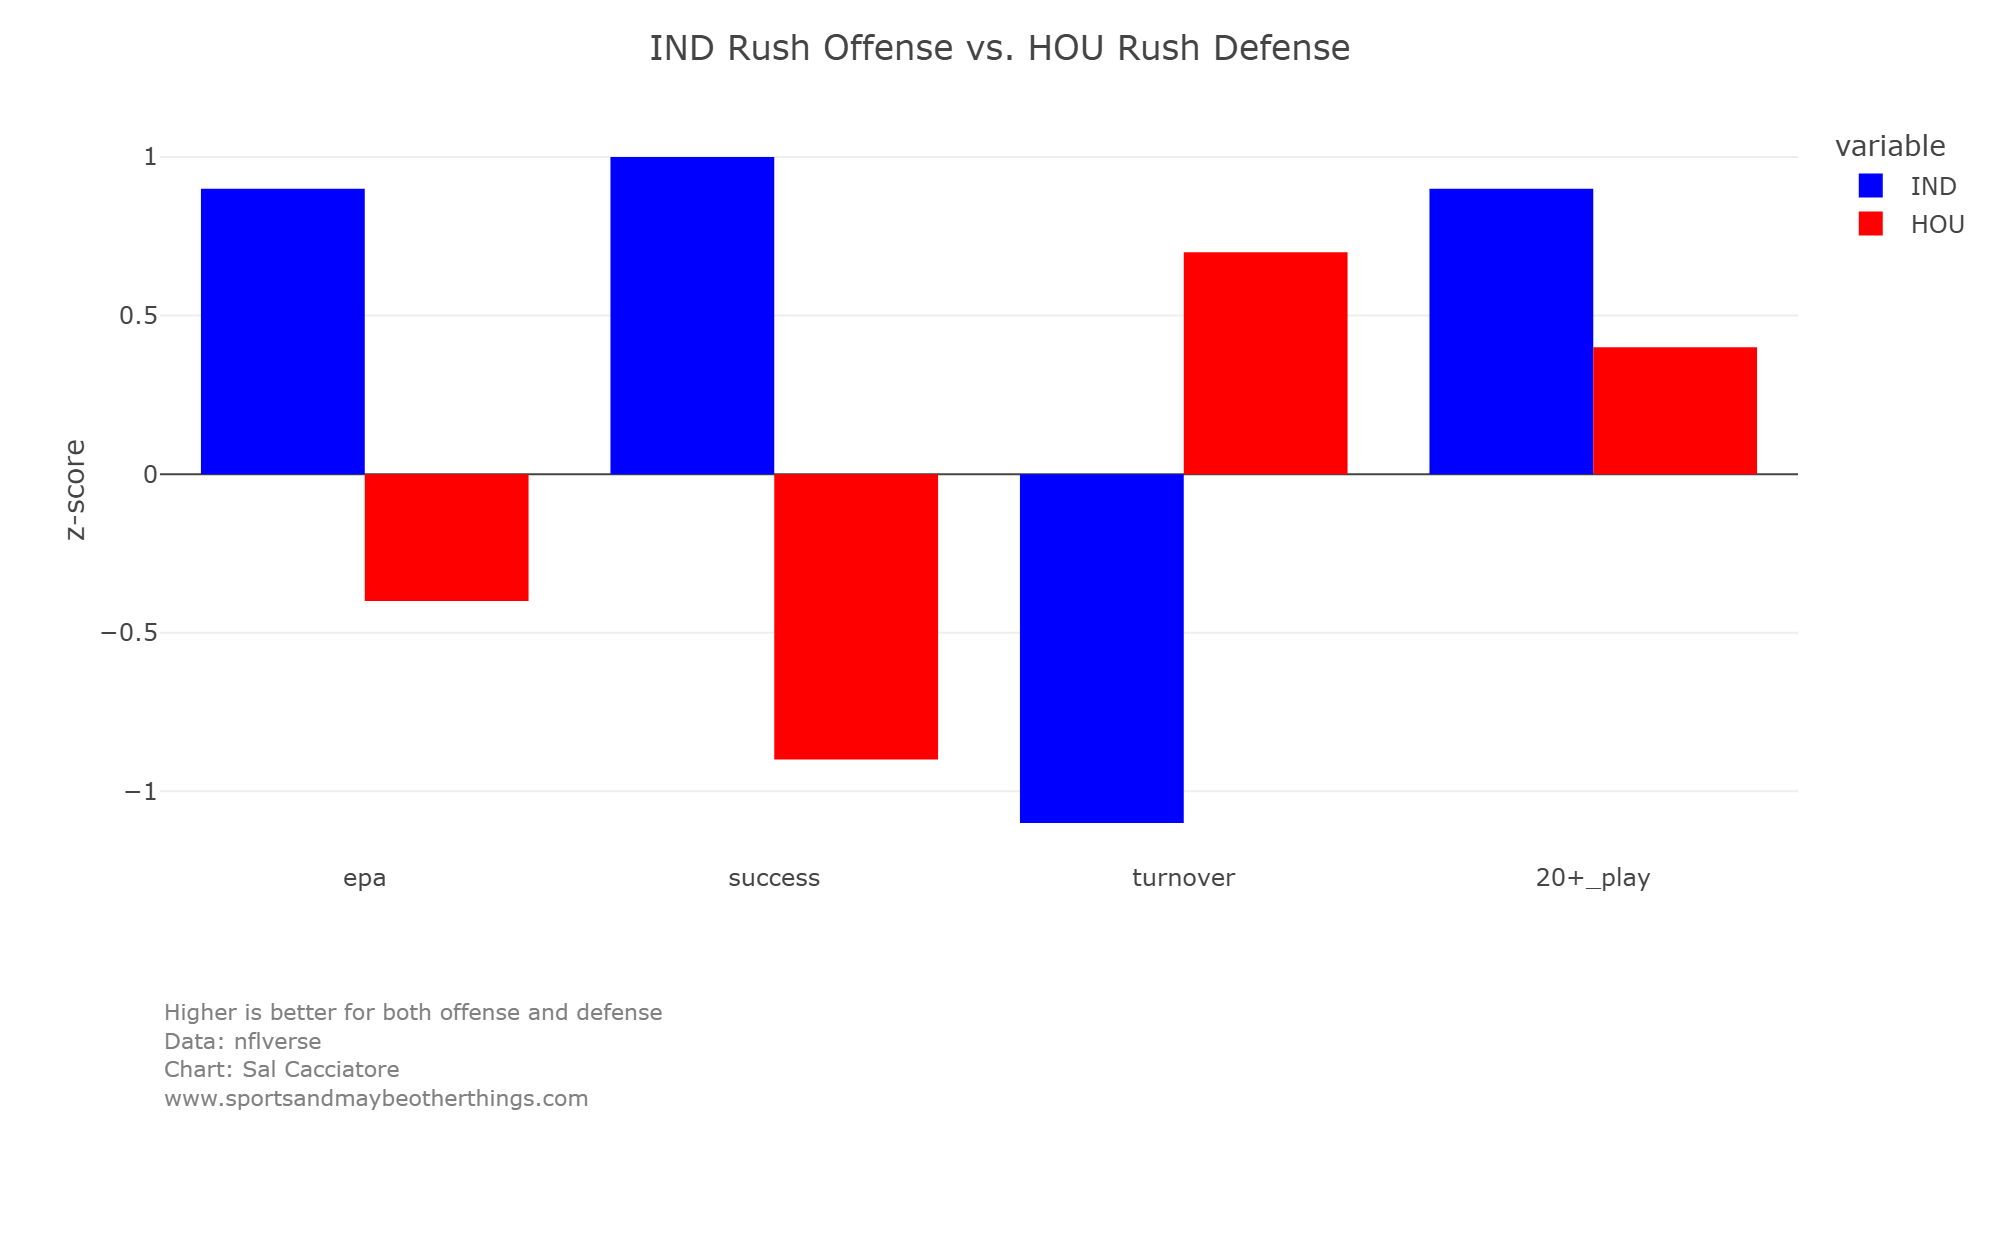 IND Rush Offense vs. HOU Rush Defense
variable
IND
HOU
1
0.5
0
−0.5
−1
z-score
epa
success
turnover
20+_play
Higher is better for both offense and defense
Data: nflverse
Chart: Sal Cacciatore
www.sportsandmaybeotherthings.com